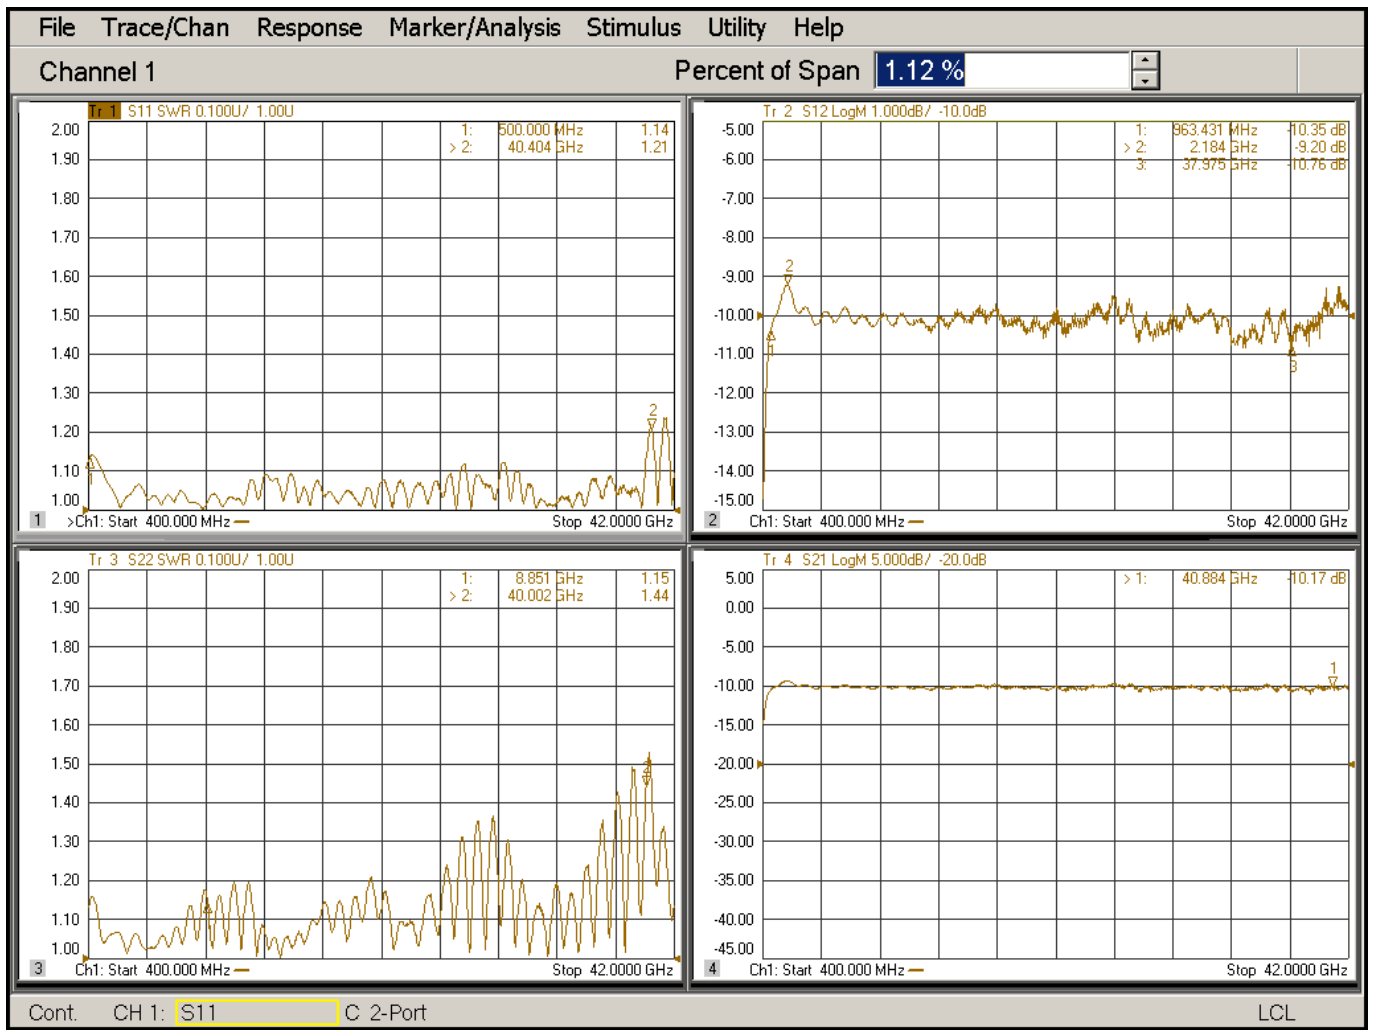 File Trace/Chan Response Marker/Analysis Stimulus Utility Help
Channel 1
Percent of Span 1.12 %
Tr 1 S11 SWR 0.100U/ 1.00U
1: 500.000 MHz 1.14
> 2: 40.404 GHz 1.21
2.00
1.90
1.80
1.70
1.60
1.50
1.40
1.30
1.20
1.10
1.00
2
1
1 >Ch1: Start 400.000 MHz Stop 42.0000 GHz
Tr 2 S12 LogM 1.000dB/ -10.0dB
1: 963.431 MHz -10.35 dB
> 2: 2.184 GHz -9.20 dB
3: 37.975 GHz -10.76 dB
-5.00
-6.00
-7.00
-8.00
-9.00
-10.00
-11.00
-12.00
-13.00
-14.00
-15.00
2
1
3
2 Ch1: Start 400.000 MHz Stop 42.0000 GHz
Tr 3 S22 SWR 0.100U/ 1.00U
1: 8.851 GHz 1.15
> 2: 40.002 GHz 1.44
2.00
1.90
1.80
1.70
1.60
1.50
1.40
1.30
1.20
1.10
1.00
3 Ch1: Start 400.000 MHz Stop 42.0000 GHz
Tr 4 S21 LogM 5.000dB/ -20.0dB
> 1: 40.884 GHz -10.17 dB
5.00
0.00
-5.00
-10.00
-15.00
-20.00
-25.00
-30.00
-35.00
-40.00
-45.00
1
4 Ch1: Start 400.000 MHz Stop 42.0000 GHz
Cont. CH 1: S11 C 2-Port LCL